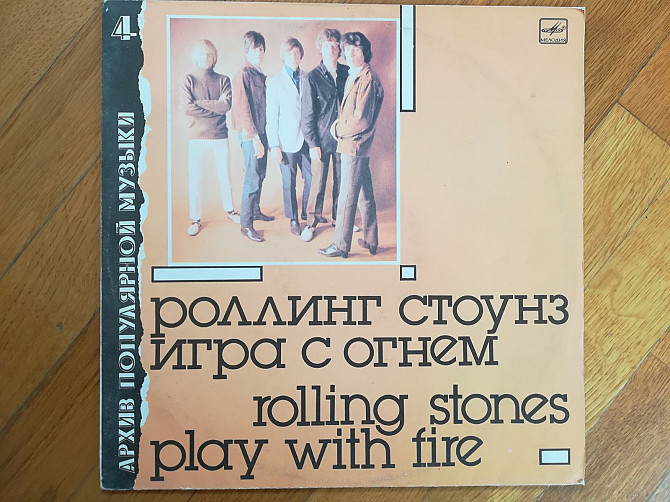 4
АРХИВ ПОПУЛЯРНОЙ МУЗЫКИ
МЕЛОДИЯ
РОЛЛИНГ СТОУНЗ
ИГРА С ОГНЕМ
rolling stones
play with fire